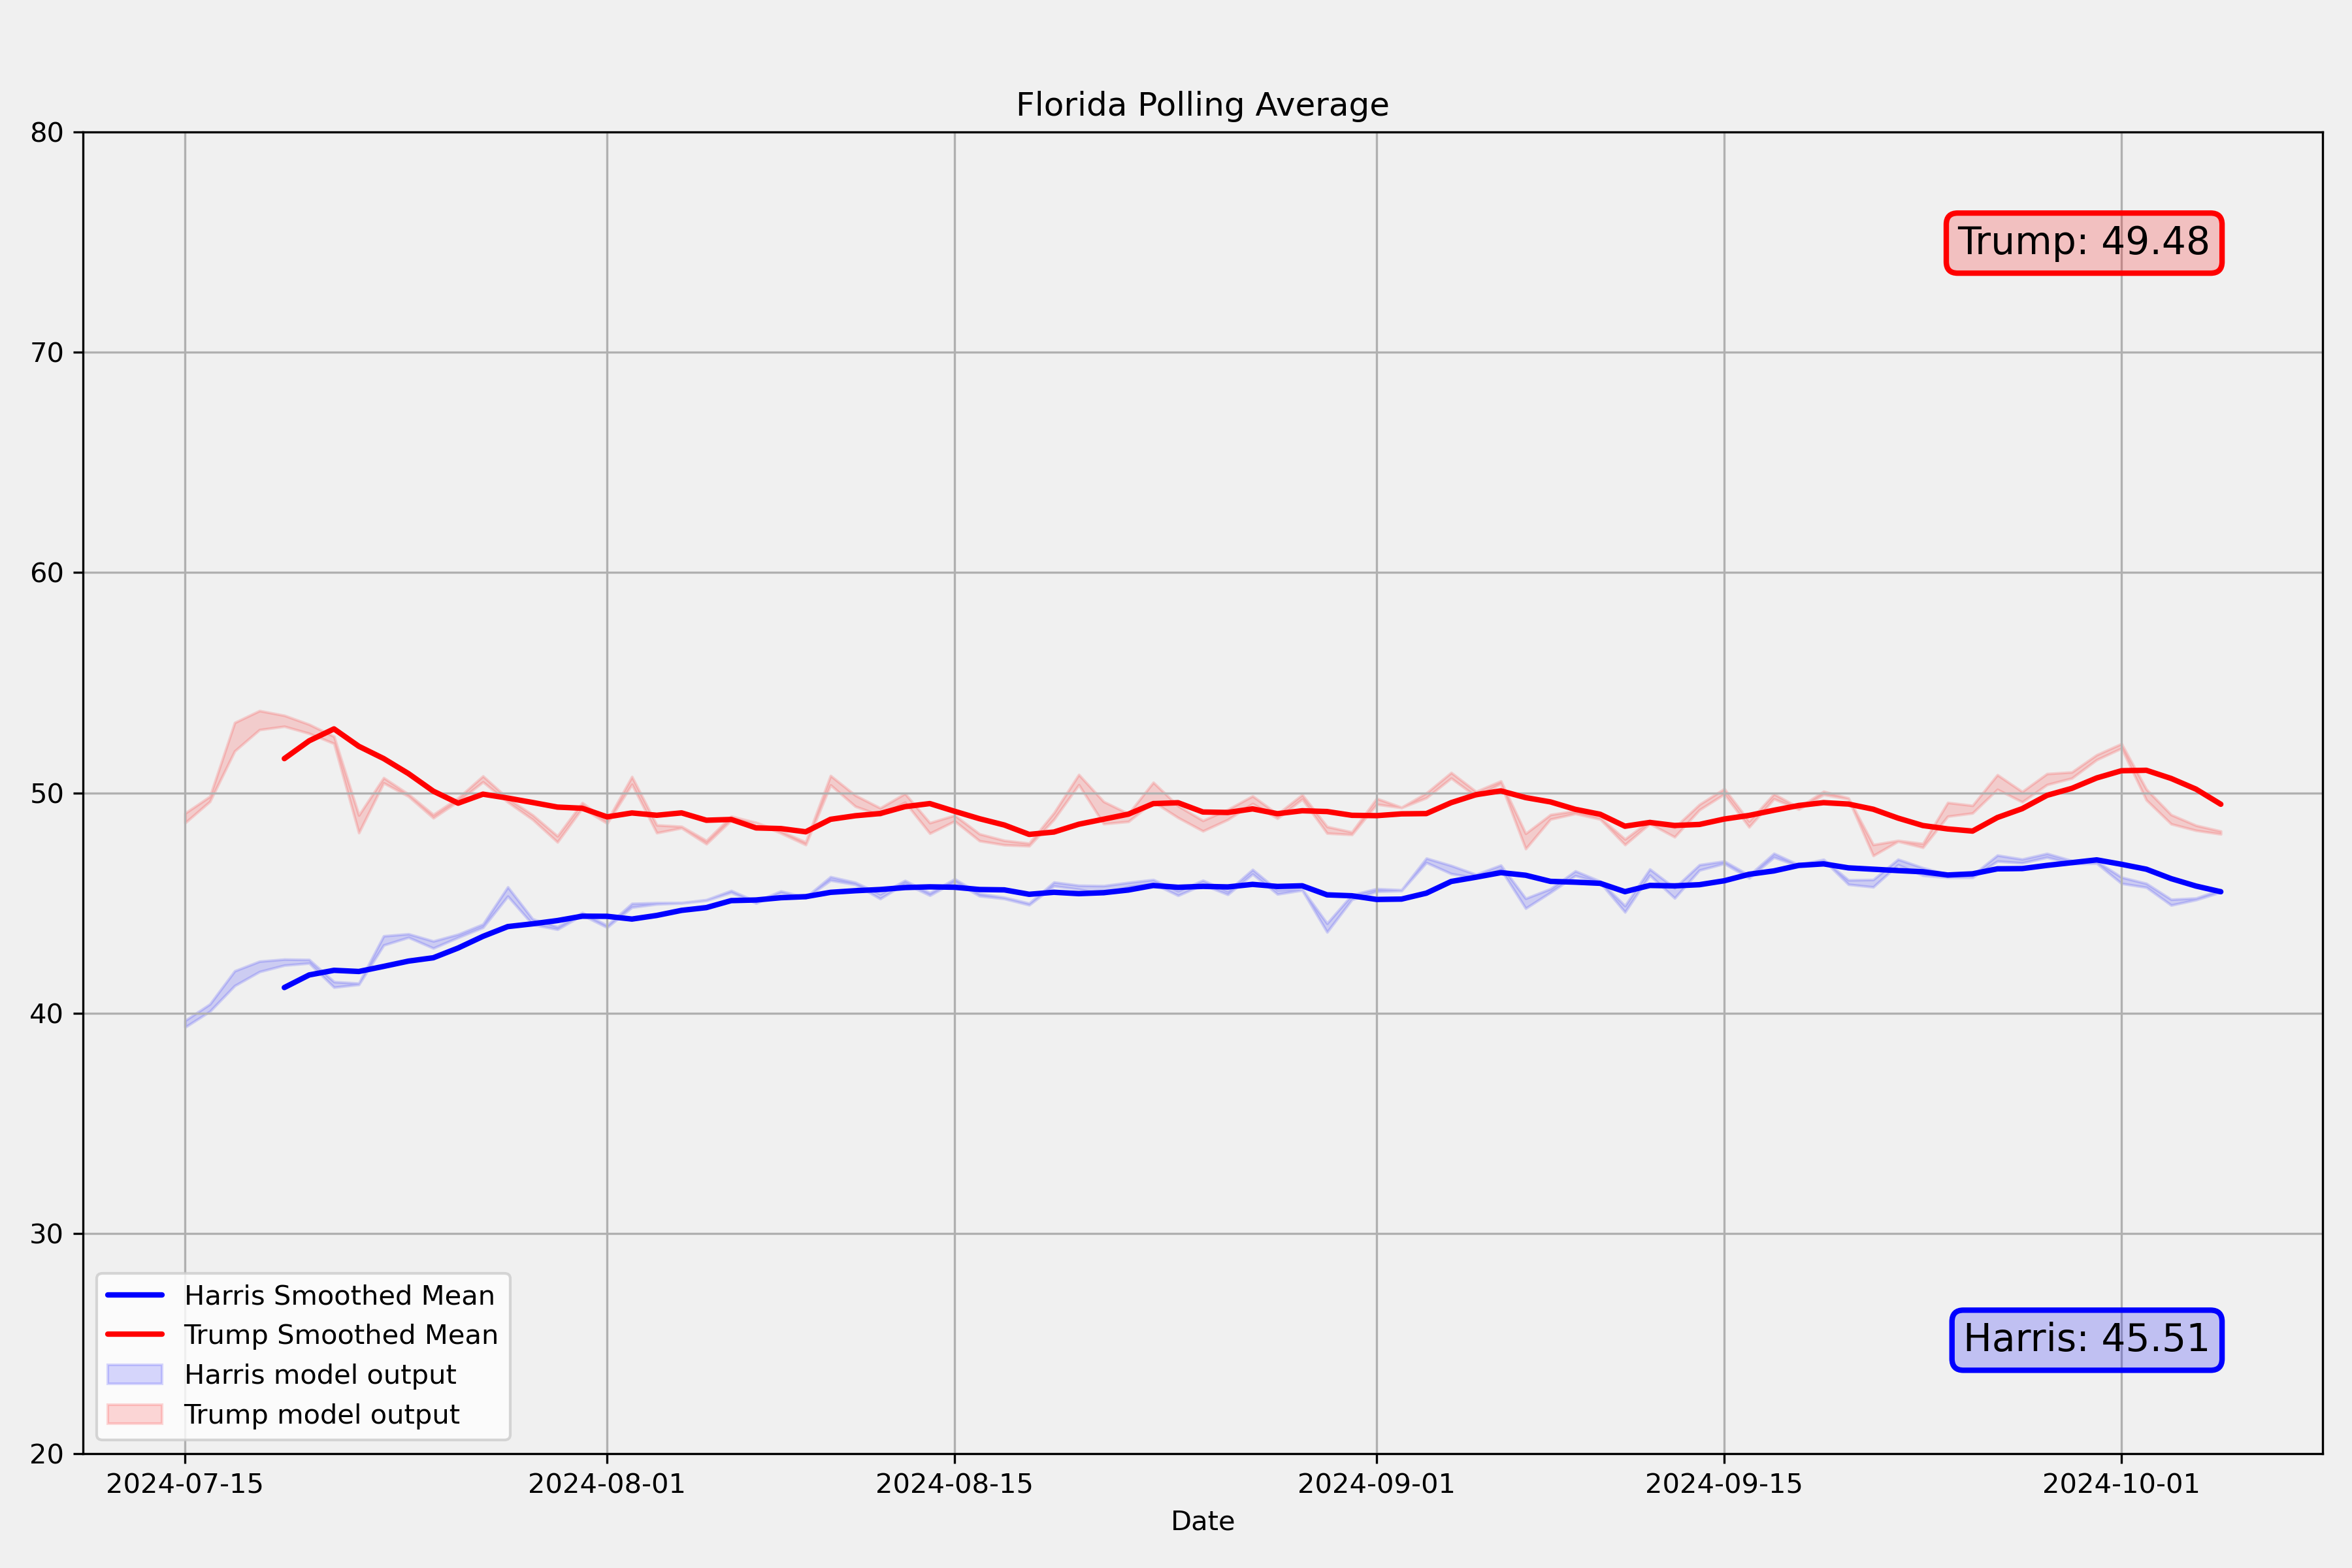 Florida Polling Average
80
70
60
50
40
30
20
Trump: 49.48
Harris: 45.51
Harris Smoothed Mean
Trump Smoothed Mean
Harris model output
Trump model output
2024-07-15 2024-08-01 2024-08-15 2024-09-01 2024-09-15 2024-10-01
Date